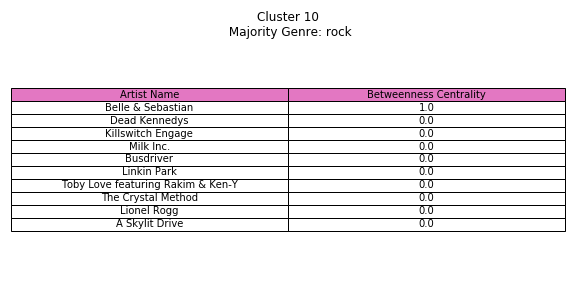 Cluster 10
Majority Genre: rock
Artist Name Betweenness Centrality
Belle & Sebastian 1.0
Dead Kennedys 0.0
Killswitch Engage 0.0
Milk Inc. 0.0
Busdriver 0.0
Linkin Park 0.0
Toby Love featuring Rakim & Ken-Y 0.0
The Crystal Method 0.0
Lionel Rogg 0.0
A Skylit Drive 0.0